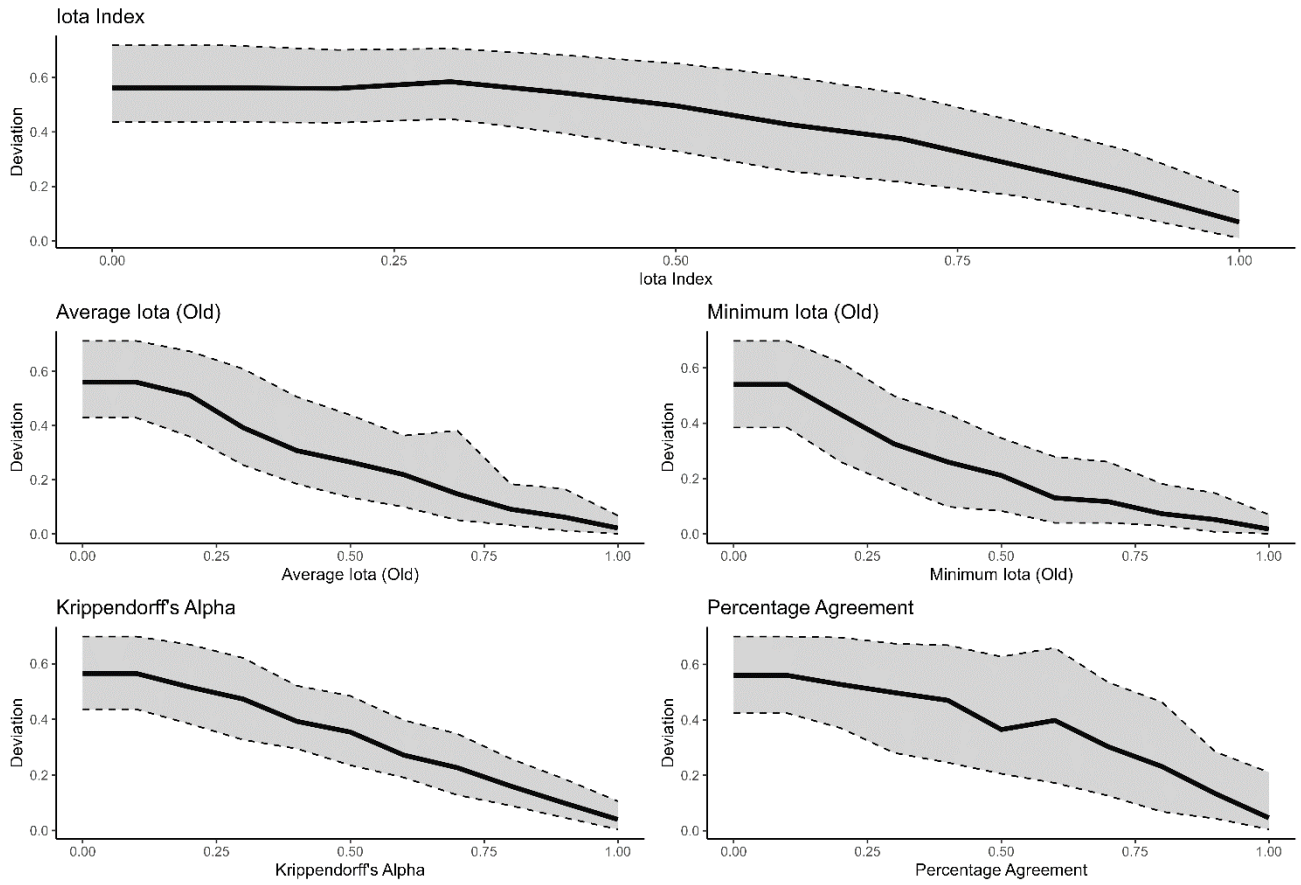 Iota Index
Deviation
0.6
0.4
0.2
0.0
0.00 0.25 0.50 0.75 1.00
Iota Index
Average Iota (Old)
Deviation
0.6
0.4
0.2
0.0
0.00 0.25 0.50 0.75 1.00
Average Iota (Old)
Minimum Iota (Old)
Deviation
0.6
0.4
0.2
0.0
0.00 0.25 0.50 0.75 1.00
Minimum Iota (Old)
Krippendorff's Alpha
Deviation
0.6
0.4
0.2
0.0
0.00 0.25 0.50 0.75 1.00
Krippendorff's Alpha
Percentage Agreement
Deviation
0.6
0.4
0.2
0.0
0.00 0.25 0.50 0.75 1.00
Percentage Agreement